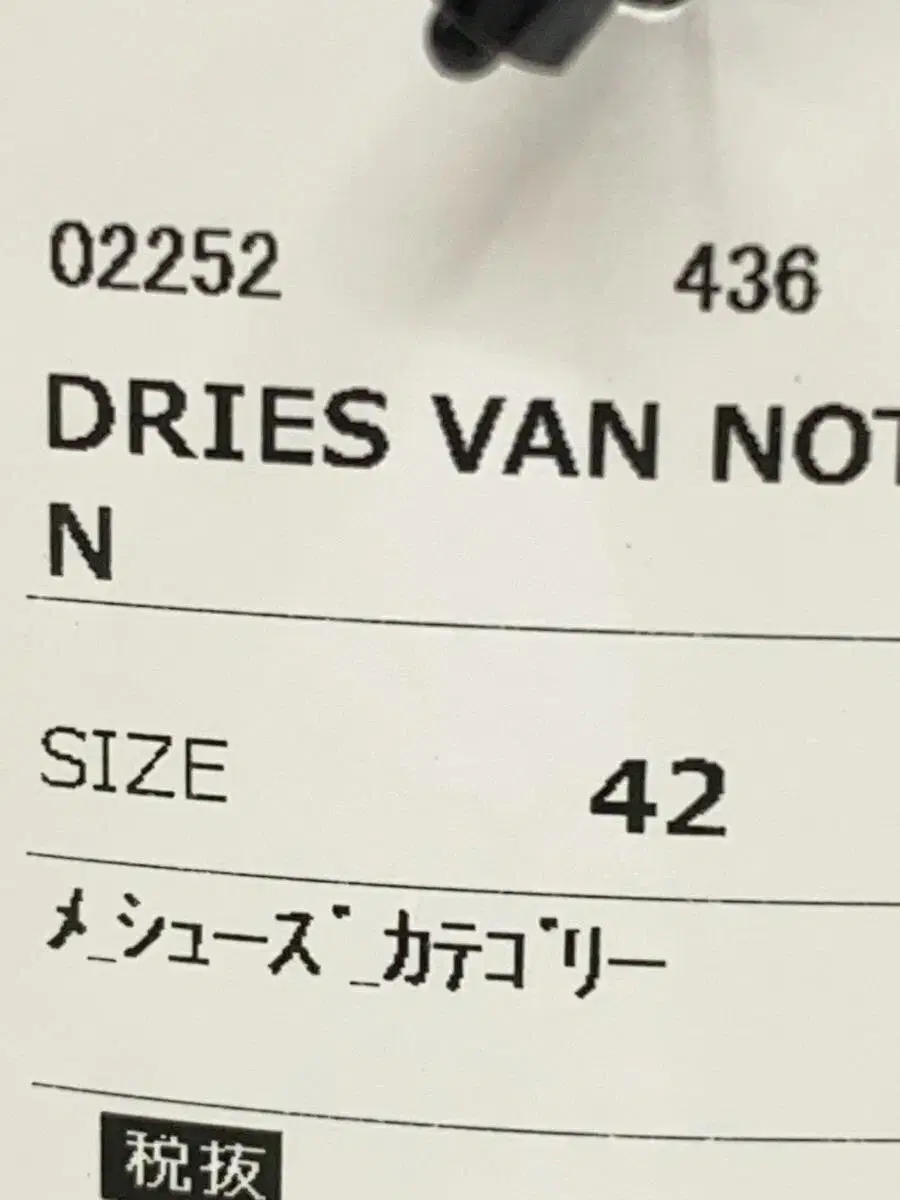 02252 436
DRIES VAN NOT
N
SIZE 42
メ_シューズ_カテゴリー
税抜